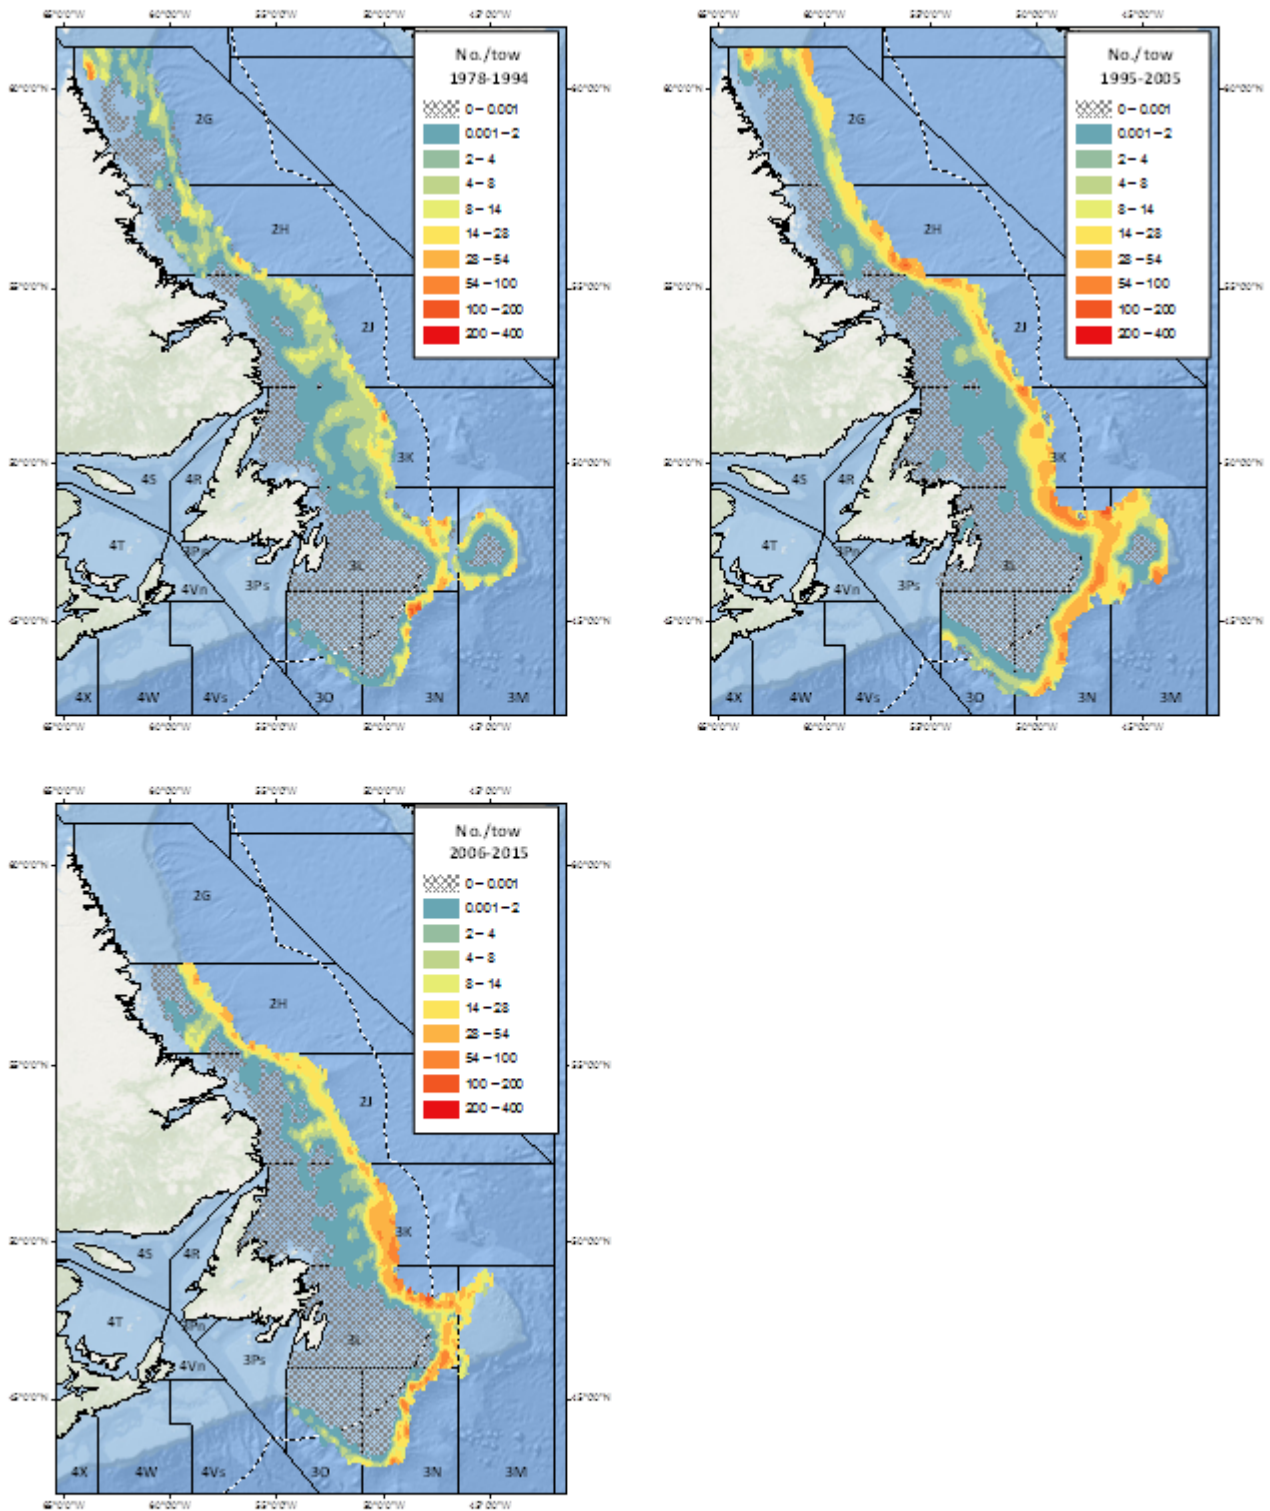 No./tow
1978-1994
0 – 0.001
0.001 – 2
2 – 4
4 – 8
8 – 14
14 – 28
28 – 54
54 – 100
100 – 200
200 – 400
2G
2H
2J
3K
4S
4R
4T
3Pn
4Vn
3Ps
3L
4X
4W
4Vs
3O
3N
3M
No./tow
1995-2005
0 – 0.001
0.001 – 2
2 – 4
4 – 8
8 – 14
14 – 28
28 – 54
54 – 100
100 – 200
200 – 400
2G
2H
2J
3K
4S
4R
4T
3Pn
4Vn
3Ps
3L
4X
4W
4Vs
3O
3N
3M
No./tow
2006-2015
0 – 0.001
0.001 – 2
2 – 4
4 – 8
8 – 14
14 – 28
28 – 54
54 – 100
100 – 200
200 – 400
2G
2H
2J
3K
4S
4R
4T
3Pn
4Vn
3Ps
3L
4X
4W
4Vs
3O
3N
3M